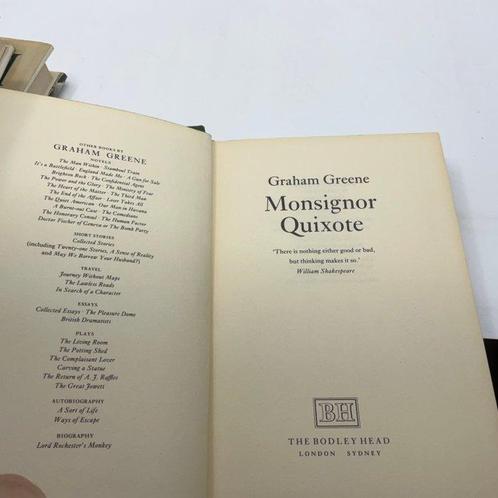 OTHER BOOKS BY
GRAHAM GREENE
NOVELS
The Man Within · Stamboul Train
It's a Battlefield · England Made Me · A Gun for Sale
Brighton Rock · The Confidential Agent
The Power and the Glory · The Ministry of Fear
The Heart of the Matter · The Third Man
The End of the Affair · Loser Takes All
The Quiet American · Our Man in Havana
A Burnt-out Case · The Comedians
The Honorary Consul · The Human Factor
Doctor Fischer of Geneva or The Bomb Party
SHORT STORIES
Collected Stories
(including Twenty-one Stories, A Sense of Reality
and May We Borrow Your Husband?)
TRAVEL
Journey Without Maps
The Lawless Roads
In Search of a Character
ESSAYS
Collected Essays · The Pleasure Dome
British Dramatists
PLAYS
The Living Room
The Potting Shed
The Complaisant Lover
Carving a Statue
The Return of A. J. Raffles
The Great Jowett
AUTOBIOGRAPHY
A Sort of Life
Ways of Escape
BIOGRAPHY
Lord Rochester's Monkey
Graham Greene
Monsignor
Quixote
'There is nothing either good or bad,
but thinking makes it so.'
William Shakespeare
BH
THE BODLEY HEAD
LONDON SYDNEY